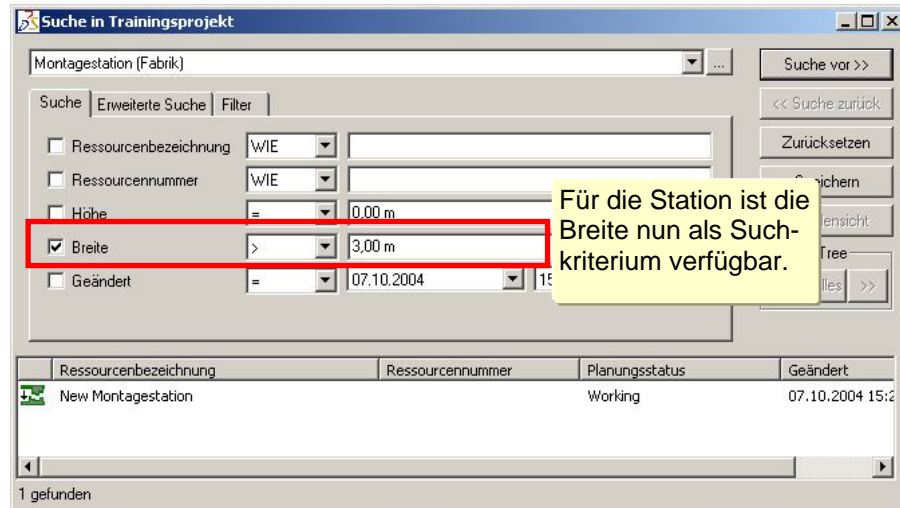 Suche in Trainingsprojekt
Montagestation (Fabrik)
...
Suche vor >>
Suche
Erweiterte Suche
Filter
<< Suche zurück
Ressourcenbezeichnung WIE
Zurücksetzen
Ressourcennummer WIE
Höhe = 0,00 m
Breite > 3,00 m
Geändert = 07.10.2004
Für die Station ist die
Breite nun als Such-
kriterium verfügbar.
Tree
>>
Ressourcenbezeichnung Ressourcennummer Planungsstatus Geändert
New Montagestation Working 07.10.2004
1 gefunden